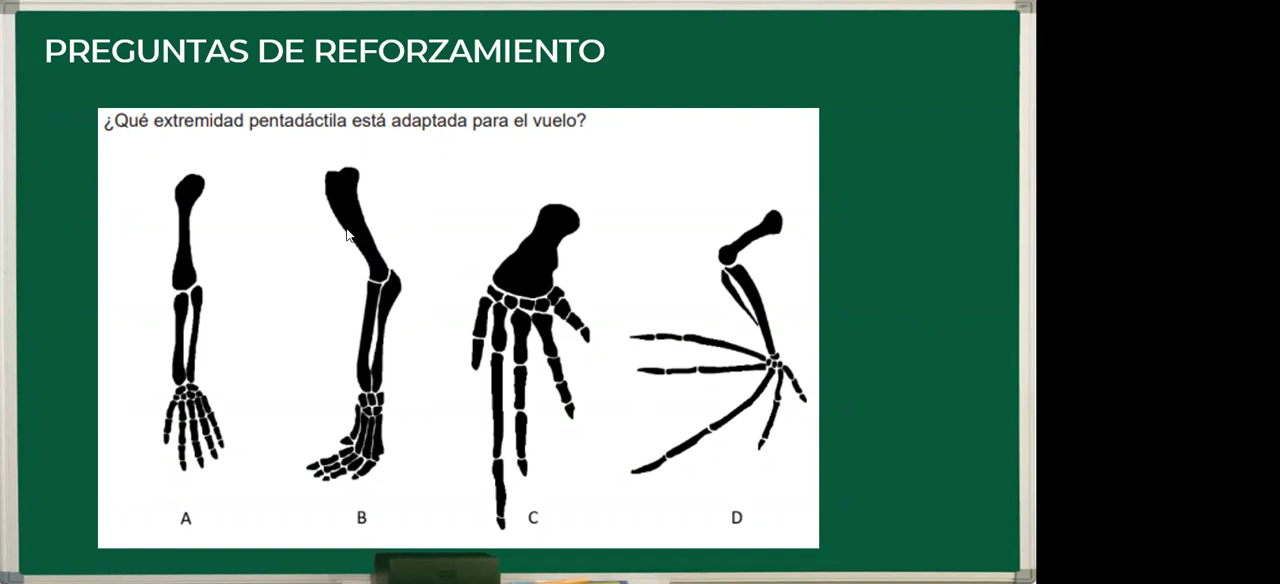 PREGUNTAS DE REFORZAMIENTO
¿Qué extremidad pentadáctila está adaptada para el vuelo?
A B C D